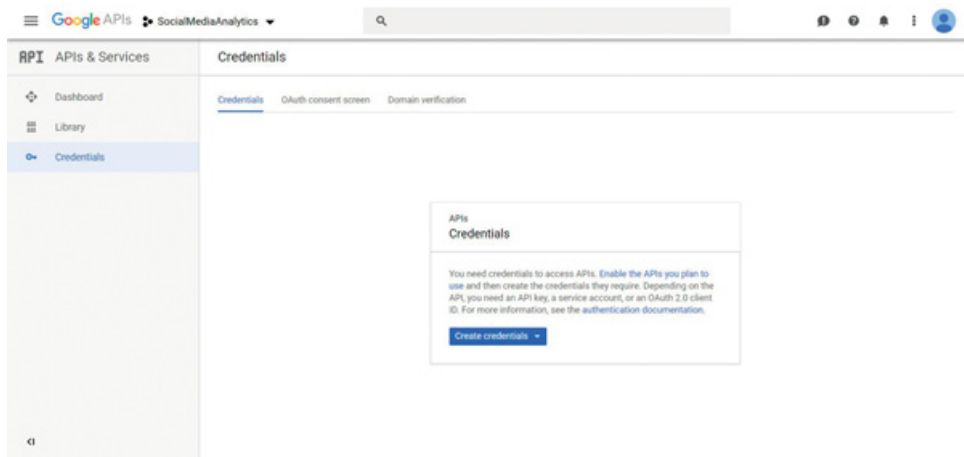 Google APIs SocialMediaAnalytics
API APIs & Services
Credentials
Dashboard
Library
Credentials
Credentials OAuth consent screen Domain verification
APIs
Credentials
You need credentials to access APIs. Enable the APIs you plan to
use and then create the credentials they require. Depending on the
API, you need an API key, a service account, or an OAuth 2.0 client
ID. For more information, see the authentication documentation.
Create credentials